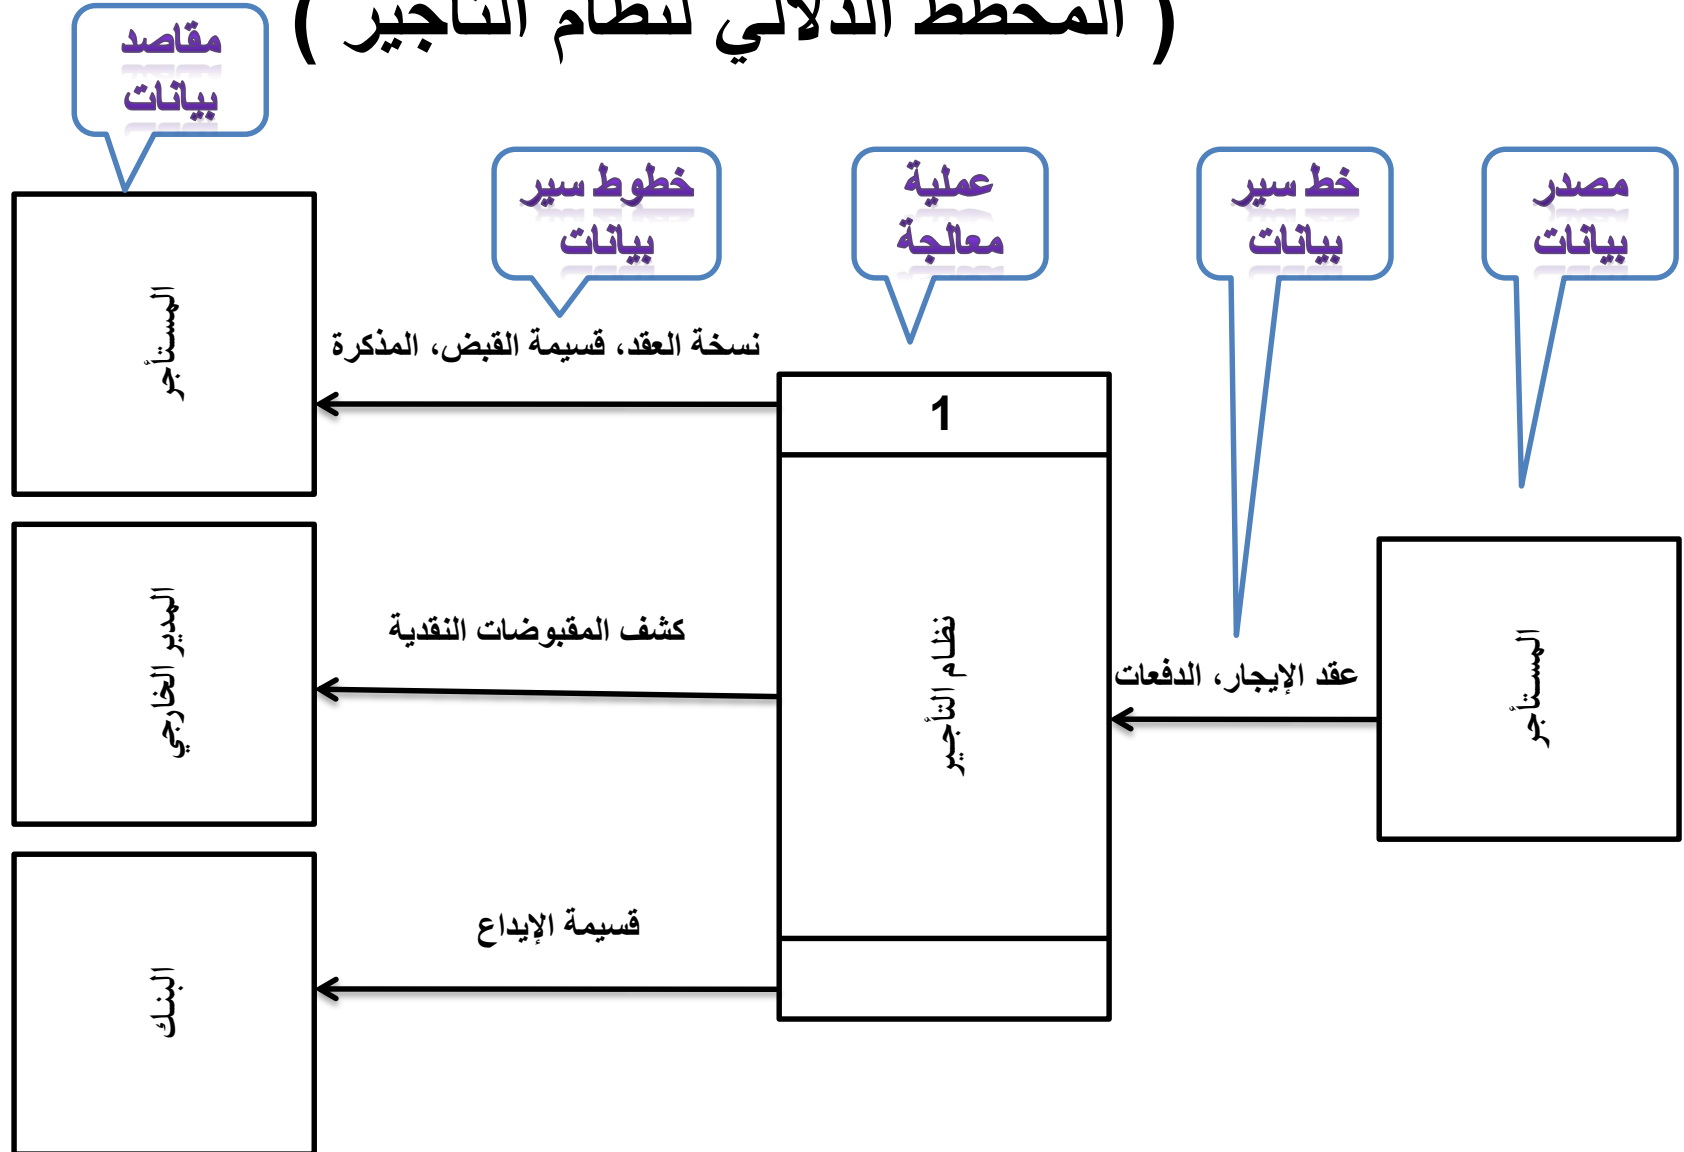 ( المخطط الدلالي لنظام التأجير )
مقاصد
بيانات
مصدر
بيانات
خط سير
بيانات
عملية
معالجة
خطوط سير
بيانات
المستأجر
عقد الإيجار، الدفعات
1
نظام التأجير
نسخة العقد، قسيمة القبض، المذكرة
المستأجر
كشف المقبوضات النقدية
المدير الخارجي
قسيمة الإيداع
البنك